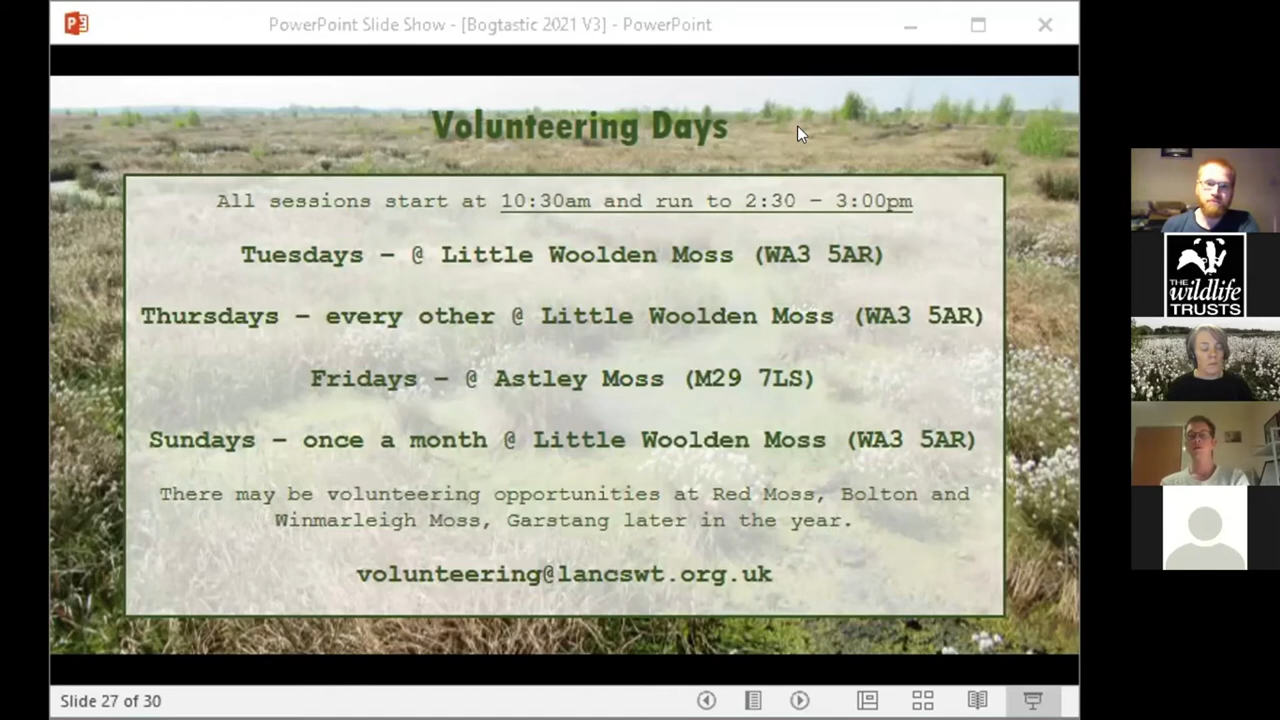 PowerPoint Slide Show - [Bogtastic 2021 V3] - PowerPoint
Volunteering Days
All sessions start at 10:30am and run to 2:30 – 3:00pm
Tuesdays – @ Little Woolden Moss (WA3 5AR)
Thursdays – every other @ Little Woolden Moss (WA3 5AR)
Fridays – @ Astley Moss (M29 7LS)
Sundays – once a month @ Little Woolden Moss (WA3 5AR)
There may be volunteering opportunities at Red Moss, Bolton and
Winmarleigh Moss, Garstang later in the year.
volunteering@lancswt.org.uk
THE
wildlife
TRUSTS
Slide 27 of 30